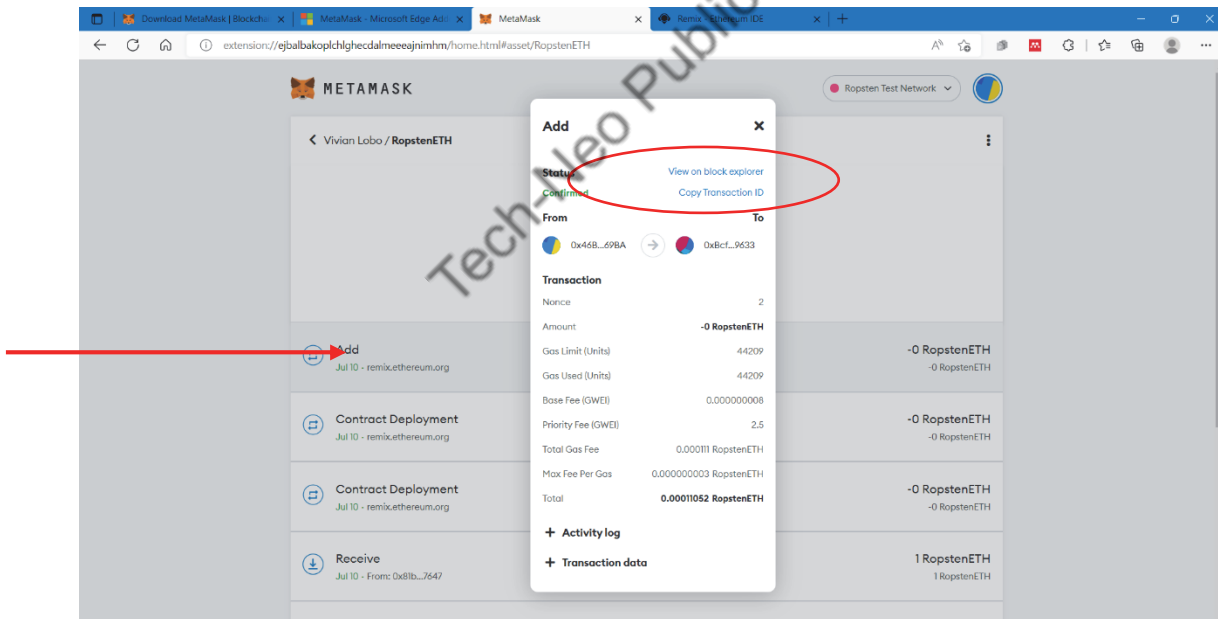 Download MetaMask | Blockcha
MetaMask - Microsoft Edge Add
MetaMask
Remix - Ethereum IDE
extension://ejbalbakoplchlghecdalmeeeajnimhm/home.html#asset/RopstenETH
METAMASK
Ropsten Test Network
Vivian Lobo / RopstenETH
Add
Status
View on block explorer
Confirmed
Copy Transaction ID
From
To
0x46B...69BA
0xBcf...9633
Transaction
Nonce 2
Amount -0 RopstenETH
Gas Limit (Units) 44209
Gas Used (Units) 44209
Base Fee (GWEI) 0.000000008
Priority Fee (GWEI) 2.5
Total Gas Fee 0.000111 RopstenETH
Max Fee Per Gas 0.000000003 RopstenETH
Total 0.00011052 RopstenETH
+ Activity log
+ Transaction data
Add -0 RopstenETH
Jul 10 - remix.ethereum.org -0 RopstenETH
Contract Deployment -0 RopstenETH
Jul 10 - remix.ethereum.org -0 RopstenETH
Contract Deployment -0 RopstenETH
Jul 10 - remix.ethereum.org -0 RopstenETH
Receive 1 RopstenETH
Jul 10 - From: 0x81b...7647 1 RopstenETH
Tech-Neo Public